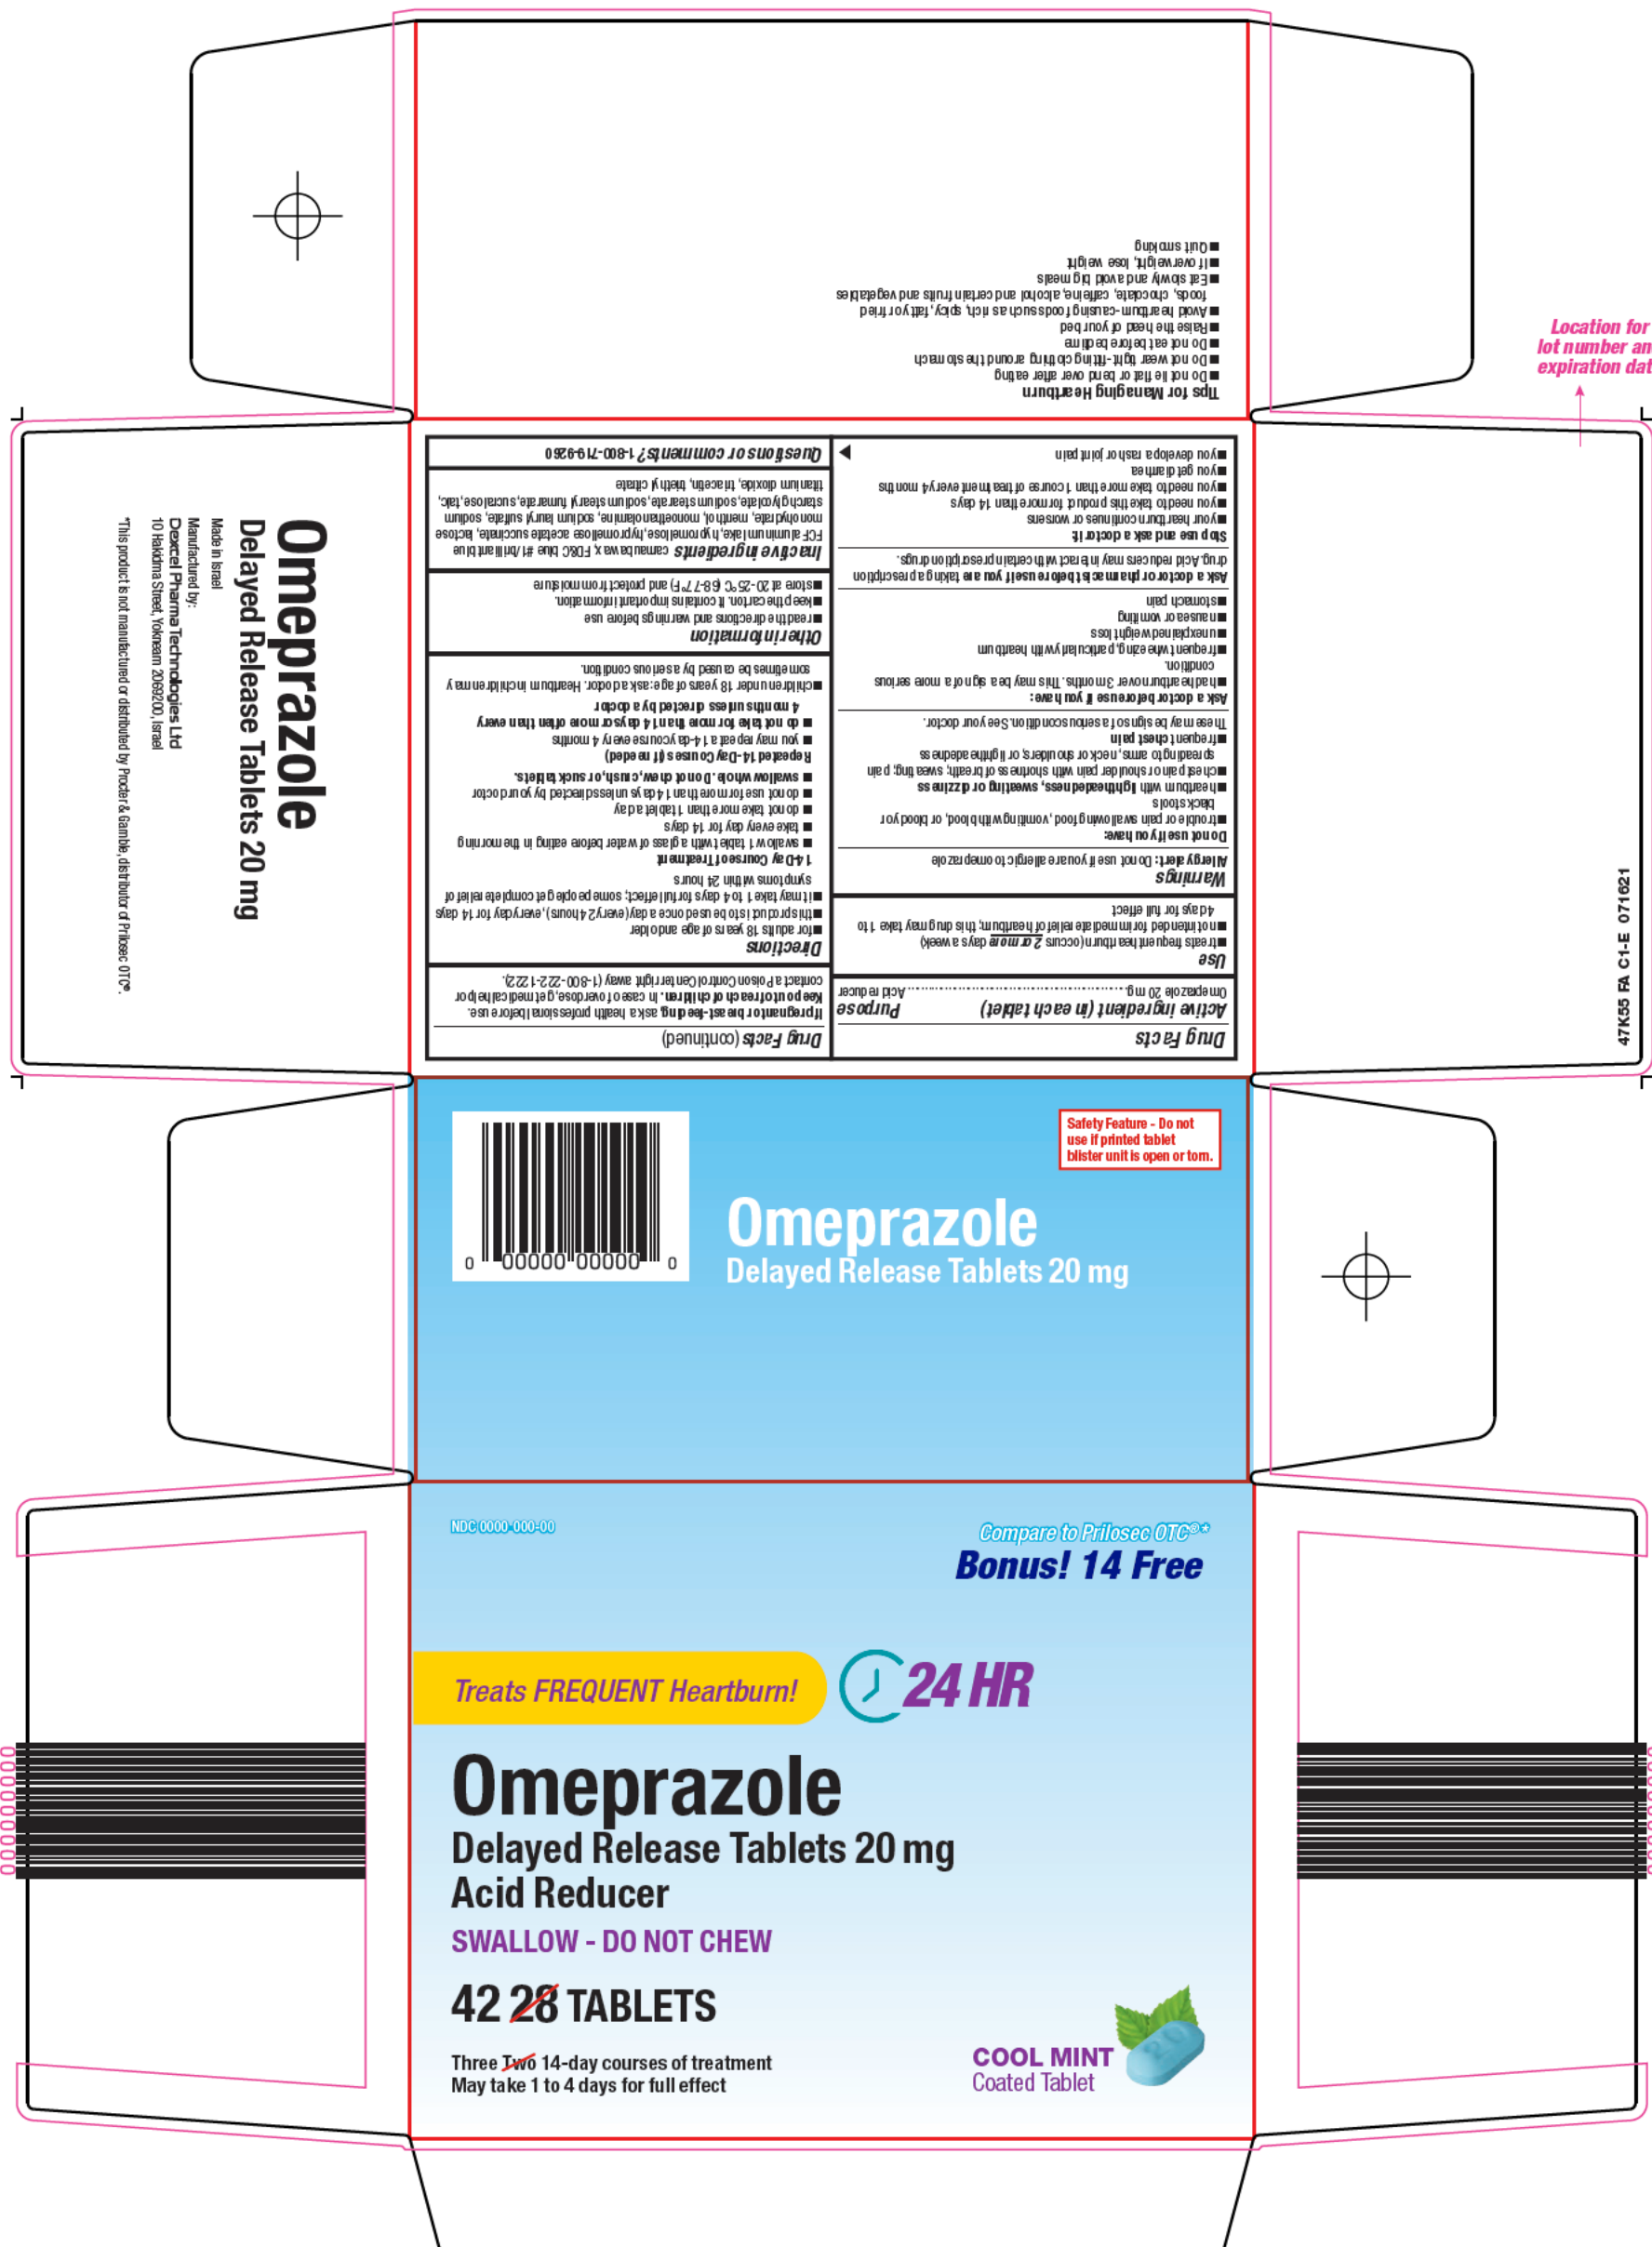 Tips for Managing Heartburn
■ Do not lie flat or bend over after eating
■ Do not wear tight-fitting clothing around the stomach
■ Do not eat before bedtime
■ Raise the head of your bed
■ Avoid heartburn-causing foods such as rich, spicy, fatty or fried
foods, chocolate, caffeine, alcohol and certain fruits and vegetables
■ Eat slowly and avoid big meals
■ If overweight, lose weight
■ Quit smoking
Location for
lot number an
expiration dat
Omeprazole
Delayed Release Tablets 20 mg
Made in Israel
Manufactured by:
Dexcel Pharma Technologies Ltd
10 Hakidma Street, Yokneam 2069200, Israel
*This product is not manufactured or distributed by Procter & Gamble, distributor of Prilosec OTC®.
Drug Facts
Active ingredient (in each tablet) Purpose
Omeprazole 20 mg Acid reducer
Use
■ treats frequent heartburn (occurs 2 or more days a week)
■ not intended for immediate relief of heartburn; this drug may take 1 to
4 days for full effect
Warnings
Allergy alert: Do not use if you are allergic to omeprazole
Do not use if you have:
■ trouble or pain swallowing food, vomiting with blood, or bloody or
black stools
■ heartburn with lightheadedness, sweating or dizziness
■ chest pain or shoulder pain with shortness of breath; sweating; pain
spreading to arms, neck or shoulders; or lightheadedness
■ frequent chest pain
These may be signs of a serious condition. See your doctor.
Ask a doctor before use if you have:
■ had heartburn over 3 months. This may be a sign of a more serious
condition.
■ frequent wheezing, particularly with heartburn
■ unexplained weight loss
■ nausea or vomiting
■ stomach pain
Ask a doctor or pharmacist before use if you are taking a prescription
drug. Acid reducers may interact with certain prescription drugs.
Stop use and ask a doctor if:
■ your heartburn continues or worsens
■ you need to take this product for more than 14 days
■ you need to take more than 1 course of treatment every 4 months
■ you get diarrhea
■ you develop a rash or joint pain
Drug Facts (continued)
If pregnant or breast-feeding, ask a health professional before use.
Keep out of reach of children. In case of overdose, get medical help or
contact a Poison Control Center right away (1-800-222-1222).
Directions
■ for adults 18 years of age and older
■ this product is to be used once a day (every 24 hours), every day for 14 days
■ it may take 1 to 4 days for full effect; some people get complete relief of
symptoms within 24 hours
14-Day Course of Treatment
■ swallow 1 tablet with a glass of water before eating in the morning
■ take every day for 14 days
■ do not take more than 1 tablet a day
■ do not use for more than 14 days unless directed by your doctor
■ swallow whole. Do not chew, crush, or suck tablets.
Repeated 14-Day Courses (if needed)
■ you may repeat a 14-day course every 4 months
■ do not take for more than 14 days or more often than every
4 months unless directed by a doctor
■ children under 18 years of age: ask a doctor. Heartburn in children may
sometimes be caused by a serious condition.
Other information
■ read the directions and warnings before use
■ keep the carton. It contains important information.
■ store at 20-25°C (68-77°F) and protect from moisture
Inactive ingredients carnauba wax, FD&C blue #1/brilliant blue
FCF aluminum lake, hypromellose, hypromellose acetate succinate, lactose
monohydrate, menthol, monoethanolamine, sodium lauryl sulfate, sodium
starch glycolate, sodium stearate, sodium stearyl fumarate, sucralose, talc,
titanium dioxide, triacetin, triethyl citrate
Questions or comments? 1-800-719-9260
47K55 FA C1-E 071621
0 00000 00000 0
Safety Feature - Do not
use if printed tablet
blister unit is open or torn.
Omeprazole
Delayed Release Tablets 20 mg
NDC 0000-000-00
Compare to Prilosec OTC®*
Bonus! 14 Free
Treats FREQUENT Heartburn!
24 HR
Omeprazole
Delayed Release Tablets 20 mg
Acid Reducer
SWALLOW - DO NOT CHEW
42 28 TABLETS
Three Two 14-day courses of treatment
May take 1 to 4 days for full effect
COOL MINT
Coated Tablet